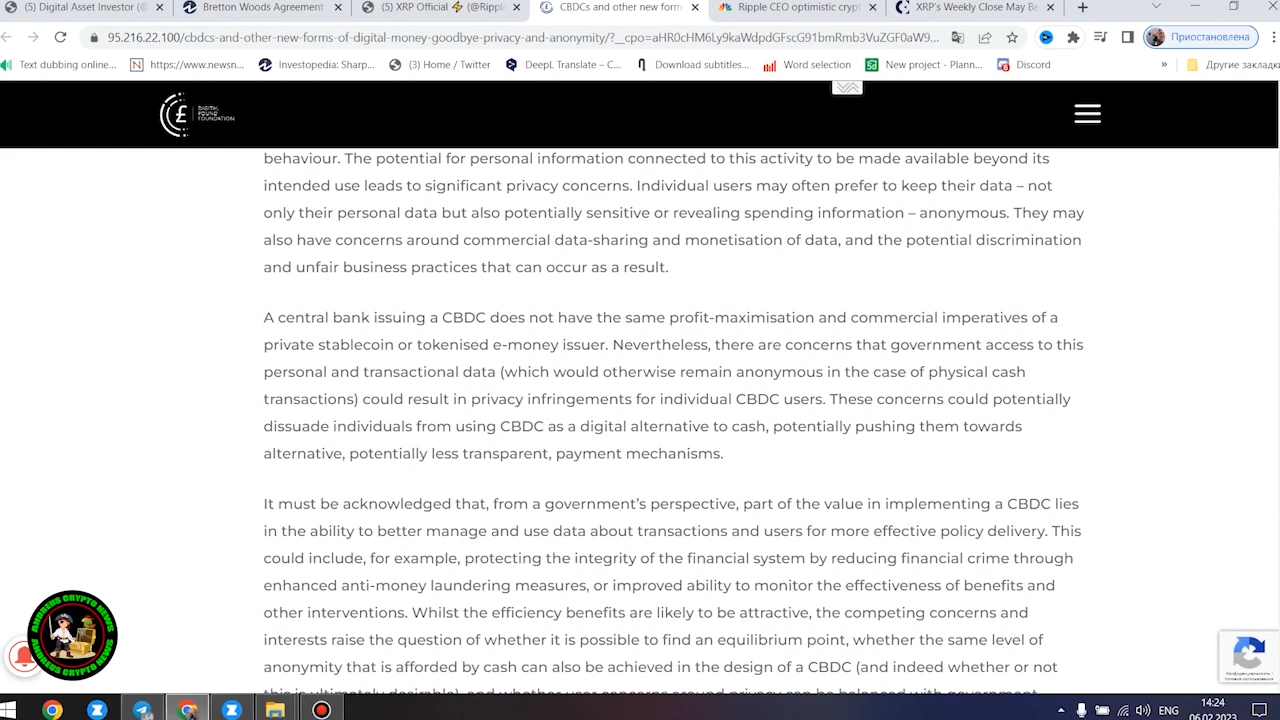 (5) Digital Asset Investor (@
Bretton Woods Agreement
(5) XRP Official ⚡ (@Rippl
CBDCs and other new form
Ripple CEO optimistic crypt
XRP's Weekly Close May Be
95.216.22.100/cbdcs-and-other-new-forms-of-digital-money-goodbye-privacy-and-anonymity/?__cpo=aHR0cHM6Ly9kaWdpdGFscG91bmRmb3VuZGF0aW9...
Приостановлена
Text dubbing online...
https://www.newsn...
Investopedia: Sharp...
(3) Home / Twitter
DeepL Translate – C...
Download subtitles...
Word selection
New project - Plann...
Discord
»
Другие закладки
DIGITAL
POUND
FOUNDATION
behaviour. The potential for personal information connected to this activity to be made available beyond its
intended use leads to significant privacy concerns. Individual users may often prefer to keep their data – not
only their personal data but also potentially sensitive or revealing spending information – anonymous. They may
also have concerns around commercial data-sharing and monetisation of data, and the potential discrimination
and unfair business practices that can occur as a result.
A central bank issuing a CBDC does not have the same profit-maximisation and commercial imperatives of a
private stablecoin or tokenised e-money issuer. Nevertheless, there are concerns that government access to this
personal and transactional data (which would otherwise remain anonymous in the case of physical cash
transactions) could result in privacy infringements for individual CBDC users. These concerns could potentially
dissuade individuals from using CBDC as a digital alternative to cash, potentially pushing them towards
alternative, potentially less transparent, payment mechanisms.
It must be acknowledged that, from a government's perspective, part of the value in implementing a CBDC lies
in the ability to better manage and use data about transactions and users for more effective policy delivery. This
could include, for example, protecting the integrity of the financial system by reducing financial crime through
enhanced anti-money laundering measures, or improved ability to monitor the effectiveness of benefits and
other interventions. Whilst the efficiency benefits are likely to be attractive, the competing concerns and
interests raise the question of whether it is possible to find an equilibrium point, whether the same level of
anonymity that is afforded by cash can also be achieved in the design of a CBDC (and indeed whether or not
ANDREUS CRYPTO NEWS
ANDREUS CRYPTO NEWS
Конфиденциальность -
Условия использования
ENG
14:24
06.02.2023